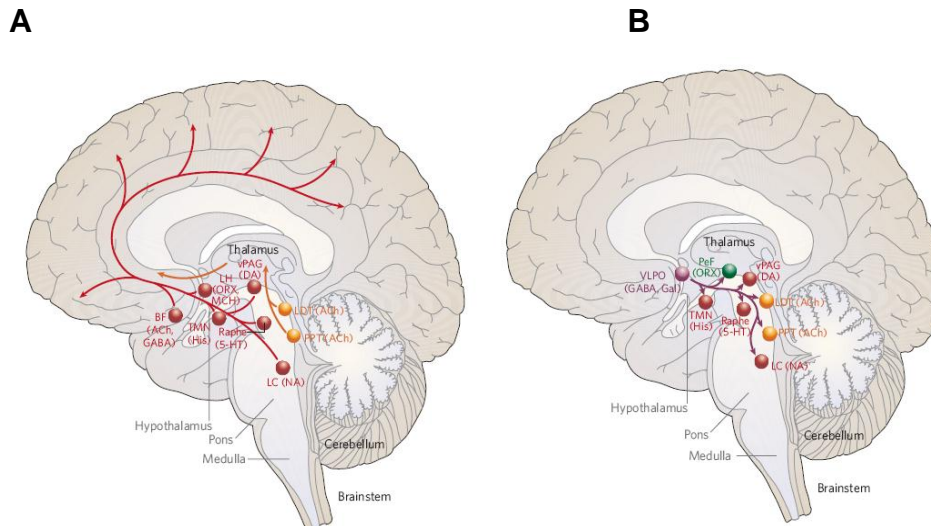 A
B
Thalamus
vPAG
(DA)
LH
(ORX,
MCH)
BF
(ACh,
GABA)
TMN
(His)
Raphe
(5-HT)
LDT (ACh)
PPT (ACh)
LC (NA)
Hypothalamus
Pons
Medulla
Cerebellum
Brainstem
Thalamus
VLPO
(GABA, Gal)
PeF
(ORX)
vPAG
(DA)
TMN
(His)
Raphe
(5-HT)
LDT (ACh)
PPT (ACh)
LC (NA)
Hypothalamus
Pons
Medulla
Cerebellum
Brainstem